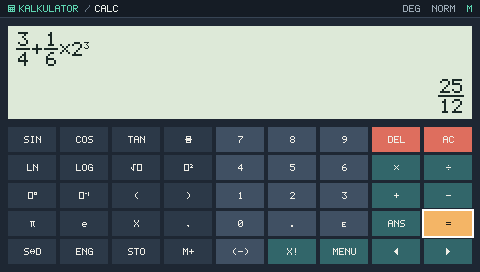 KALKULATOR / CALC DEG NORM M
3/4+1/6×2³
25/12
SIN COS TAN 7 8 9 DEL AC
LN LOG √□ □² 4 5 6 × ÷
□ⁿ □⁻¹ ( ) 1 2 3 + −
π e X , 0 . ANS =
S⇔D ENG STO M+ (−) X! MENU ◀ ▶